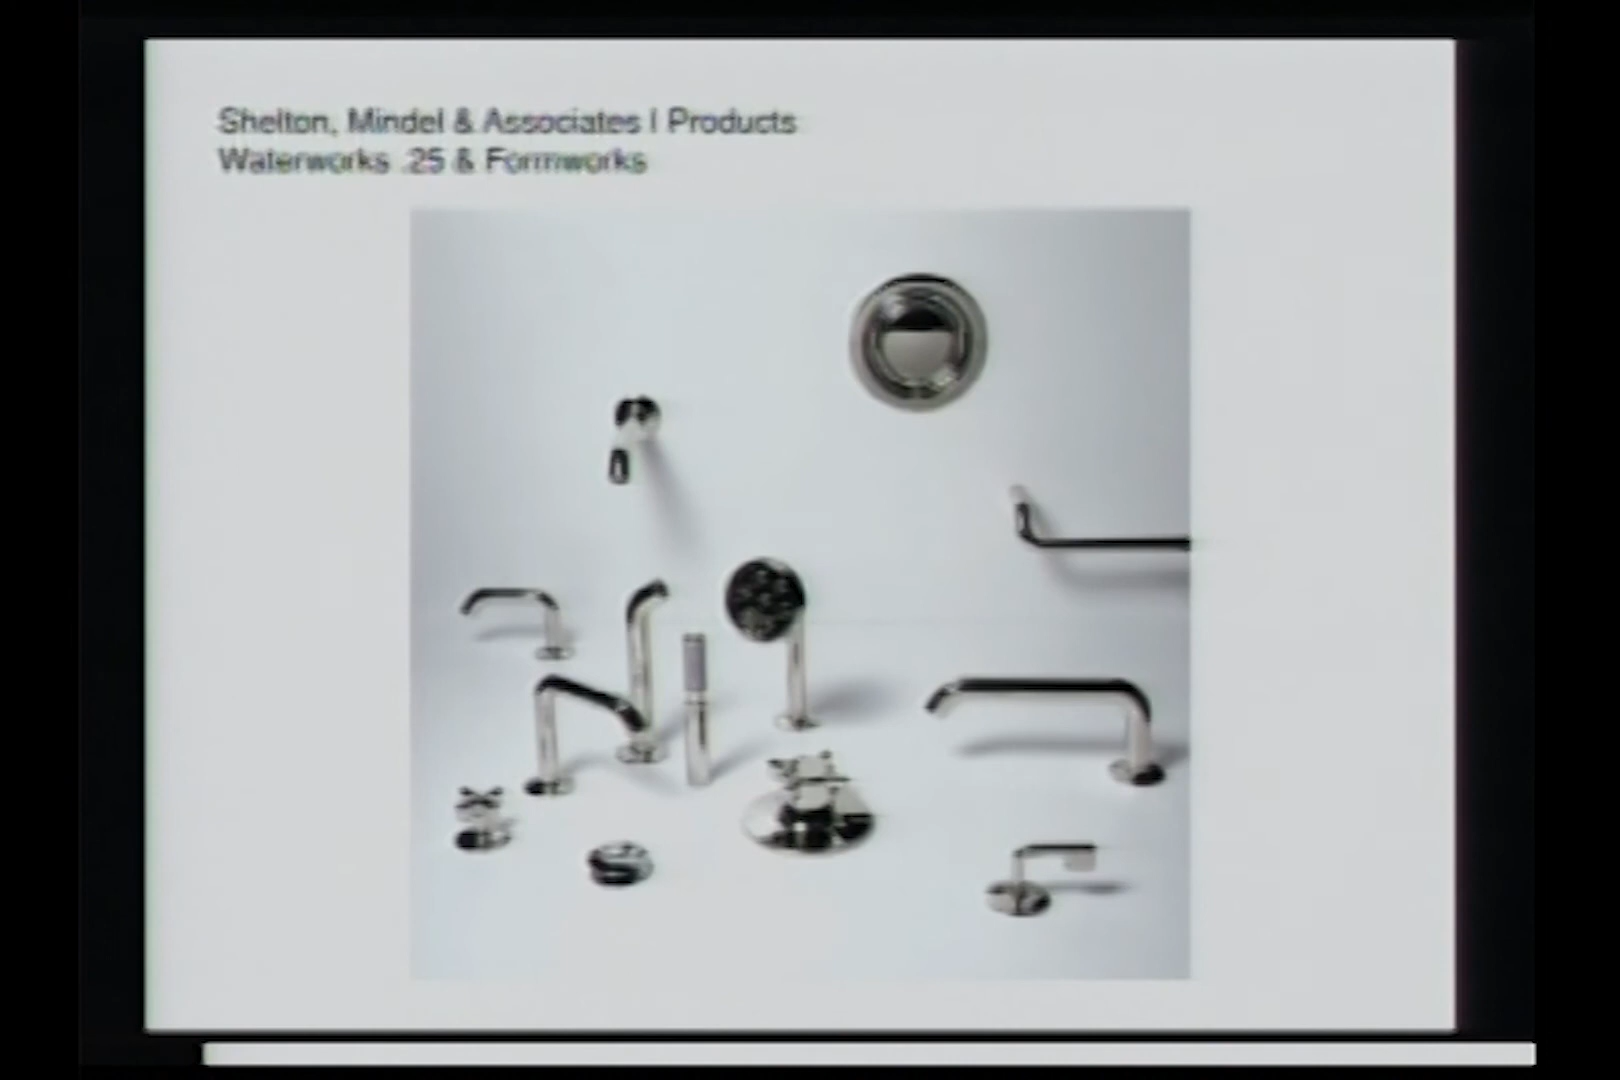 Shelton, Mindel & Associates | Products
Waterworks .25 & Formworks